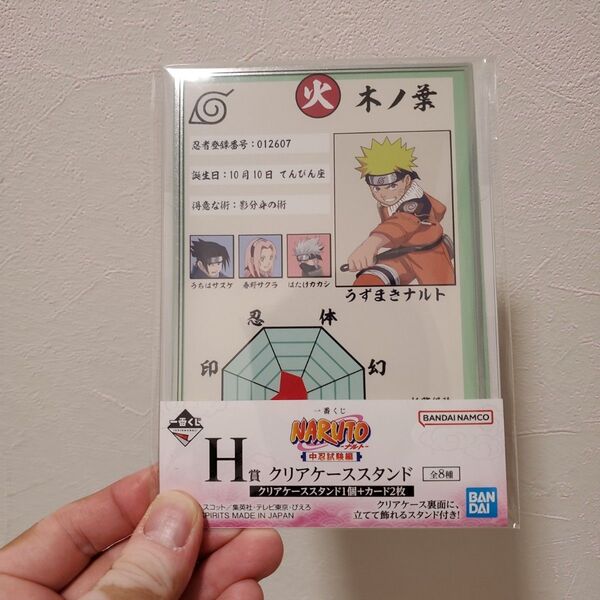 火 木ノ葉
忍者登録番号：012607
誕生日：10月10日 てんびん座
得意な術：影分身の術
うちはサスケ 春野サクラ はたけカカシ
うずまきナルト
忍 体
印 幻
一番くじ
一番くじ
NARUTO
-ナルト-
中忍試験編
BANDAI NAMCO
H賞 クリアケーススタンド 全8種
クリアケーススタンド1個+カード2枚
クリアケース裏面に、
立てて飾れるスタンド付き!
BANDAI
スコット／集英社・テレビ東京・ぴえろ
SPIRITS MADE IN JAPAN